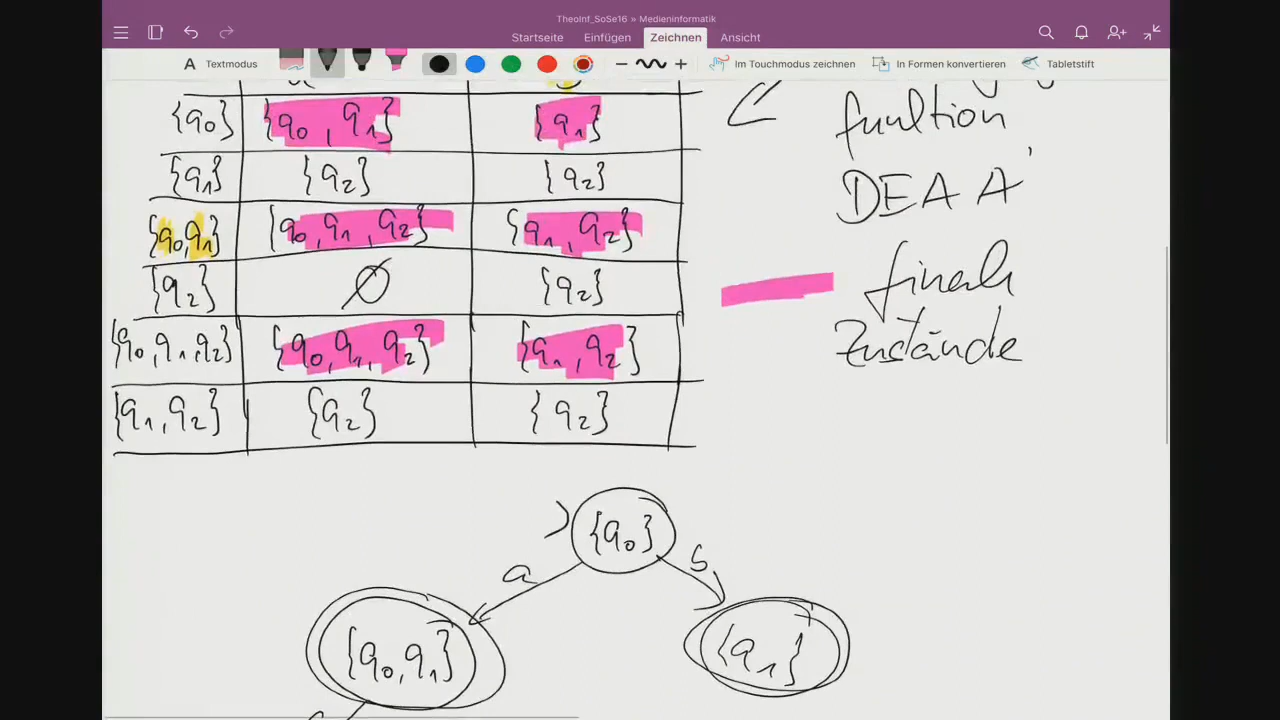 TheoInf_SoSe16 » Medieninformatik
Startseite Einfügen Zeichnen Ansicht
A Textmodus Im Touchmodus zeichnen In Formen konvertieren Tabletstift
{q0} {q0, q1} {q1}
funktion
{q1} {q2} {q2}
DEA A'
{q0,q1} {q0,q1,q2} {q1,q2}
{q2} ∅ {q2}
finale
Zustände
{q0,q1,q2} {q0,q1,q2} {q1,q2}
{q1,q2} {q2} {q2}
{q0}
a b
{q0,q1} {q1}